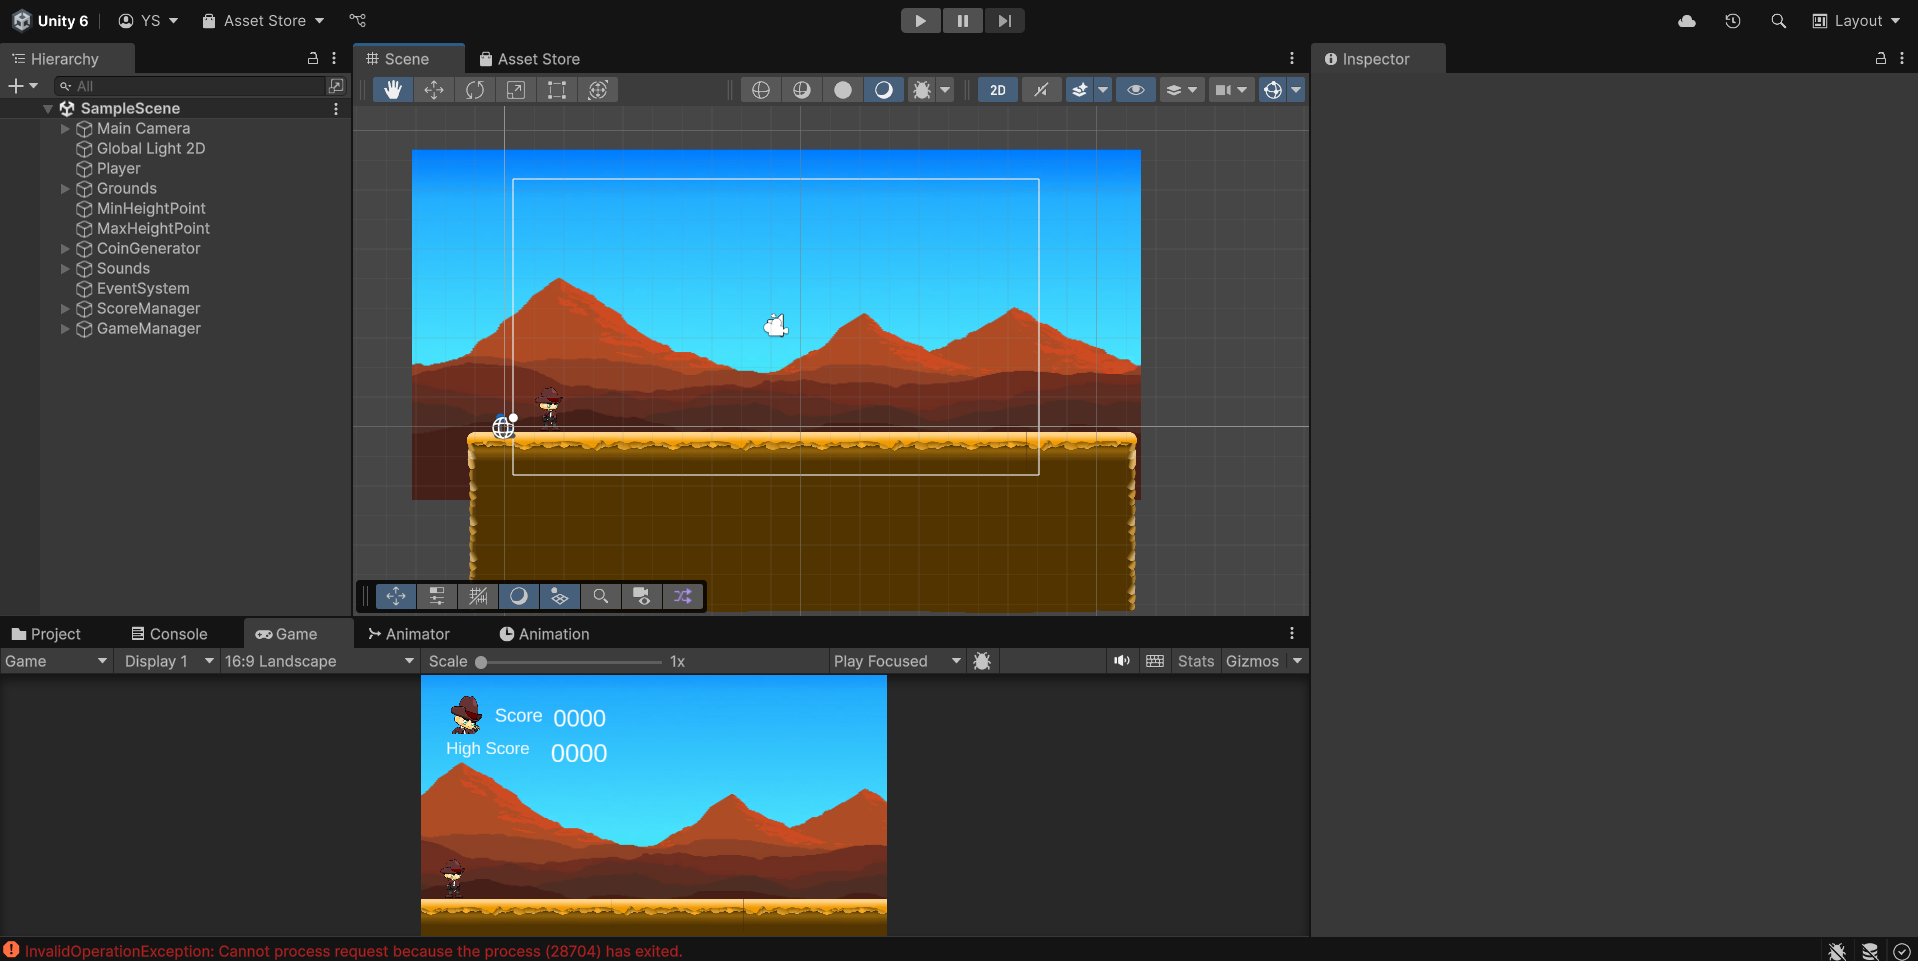 Unity 6 YS Asset Store Layout
Hierarchy Scene Asset Store Inspector
All 2D
SampleScene
Main Camera
Global Light 2D
Player
Grounds
MinHeightPoint
MaxHeightPoint
CoinGenerator
Sounds
EventSystem
ScoreManager
GameManager
Project Console Game Animator Animation
Game Display 1 16:9 Landscape Scale 1x Play Focused Stats Gizmos
Score 0000
High Score 0000
InvalidOperationException: Cannot process request because the process (28704) has exited.